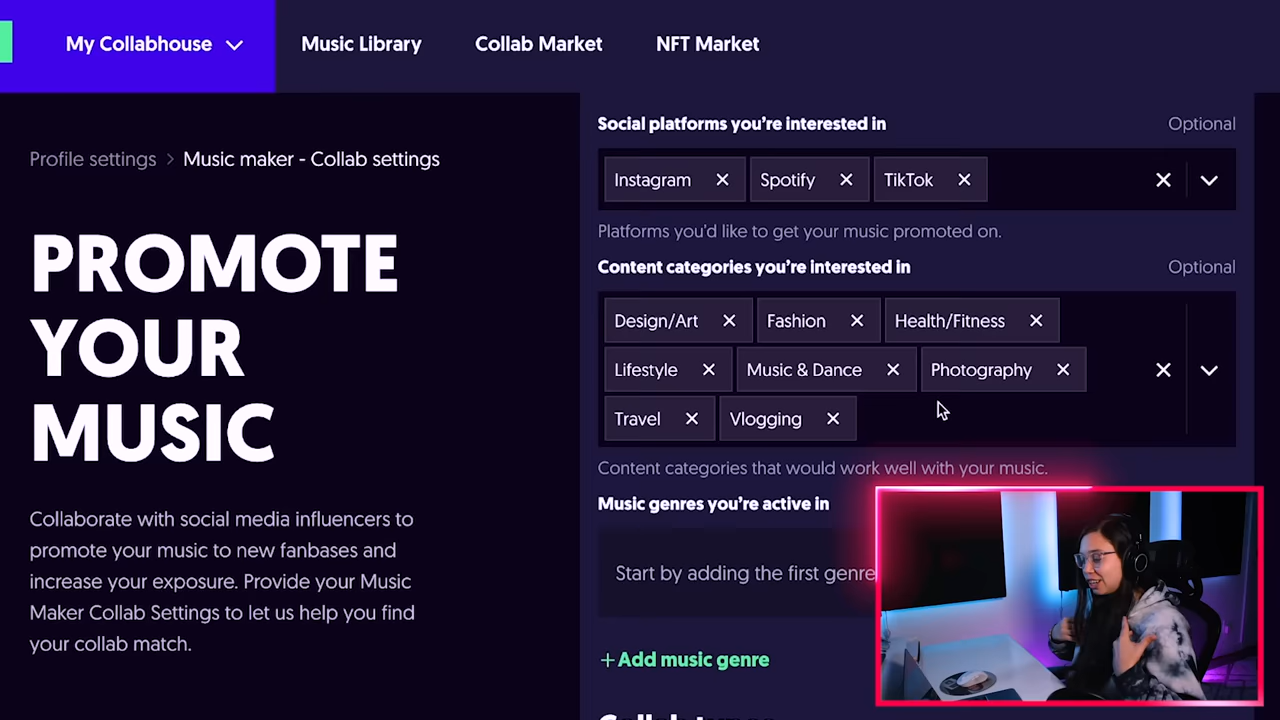 My Collabhouse
Music Library
Collab Market
NFT Market
Profile settings > Music maker - Collab settings
PROMOTE
YOUR
MUSIC
Collaborate with social media influencers to
promote your music to new fanbases and
increase your exposure. Provide your Music
Maker Collab Settings to let us help you find
your collab match.
Social platforms you're interested in
Optional
Instagram
Spotify
TikTok
Platforms you'd like to get your music promoted on.
Content categories you're interested in
Optional
Design/Art
Fashion
Health/Fitness
Lifestyle
Music & Dance
Photography
Travel
Vlogging
Content categories that would work well with your music.
Music genres you're active in
Start by adding the first genre
+Add music genre